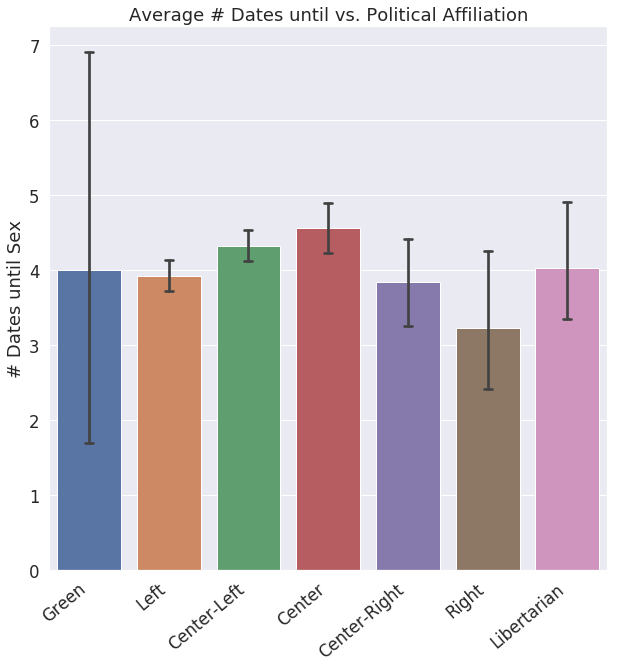 Average # Dates until vs. Political Affiliation
# Dates until Sex
7
6
5
4
3
2
1
0
Green
Left
Center-Left
Center
Center-Right
Right
Libertarian